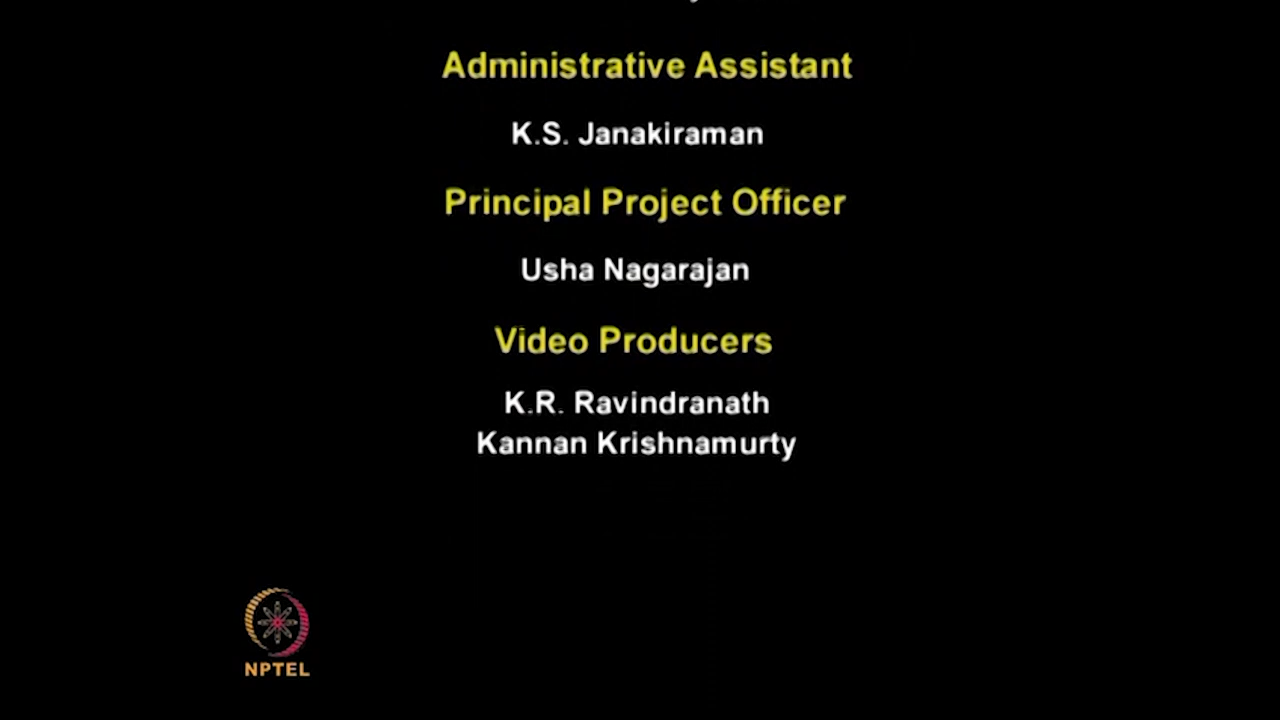 Administrative Assistant
K.S. Janakiraman
Principal Project Officer
Usha Nagarajan
Video Producers
K.R. Ravindranath
Kannan Krishnamurty
NPTEL